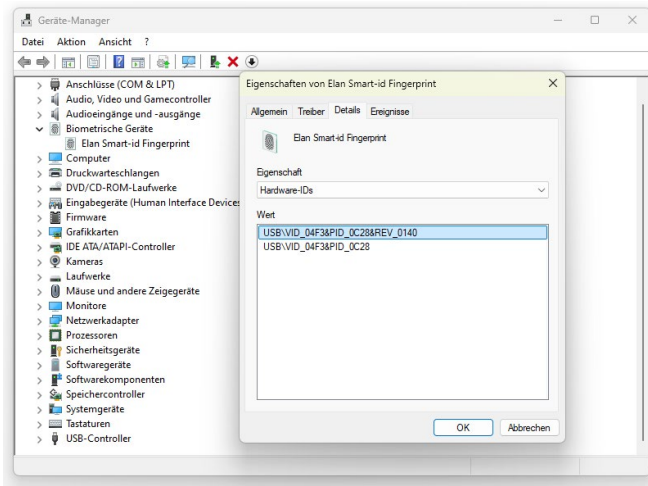 Geräte-Manager
Datei Aktion Ansicht ?
Anschlüsse (COM & LPT)
Audio, Video und Gamecontroller
Audioeingänge und -ausgänge
Biometrische Geräte
Elan Smart-id Fingerprint
Computer
Druckwarteschlangen
DVD/CD-ROM-Laufwerke
Eingabegeräte (Human Interface Devices
Firmware
Grafikkarten
IDE ATA/ATAPI-Controller
Kameras
Laufwerke
Mäuse und andere Zeigegeräte
Monitore
Netzwerkadapter
Prozessoren
Sicherheitsgeräte
Softwaregeräte
Softwarekomponenten
Speichercontroller
Systemgeräte
Tastaturen
USB-Controller
Eigenschaften von Elan Smart-id Fingerprint
Allgemein Treiber Details Ereignisse
Elan Smart-id Fingerprint
Eigenschaft
Hardware-IDs
Wert
USB\VID_04F3&PID_0C28&REV_0140
USB\VID_04F3&PID_0C28
OK Abbrechen